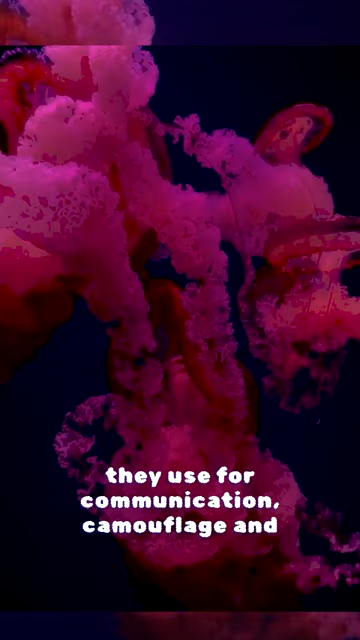 they use for
communication,
camouflage and